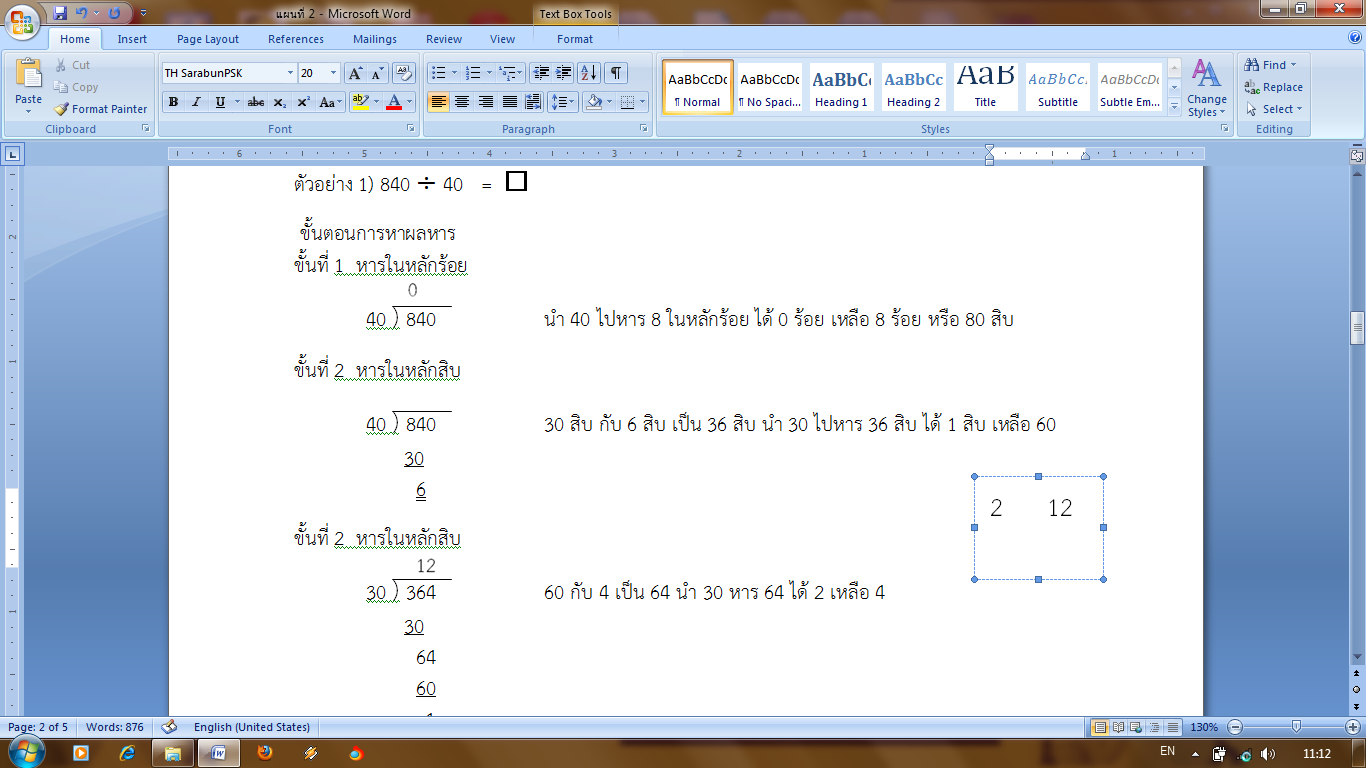 แผนที่ 2 - Microsoft Word
Text Box Tools
Home Insert Page Layout References Mailings Review View Format
Paste
Cut
Copy
Format Painter
Clipboard
TH SarabunPSK 20
Font
Paragraph
AaBbCcDc AaBbCcDc AaBbC AaBbCc AaB AaBbCc. AaBbCcDc
¶ Normal ¶ No Spaci... Heading 1 Heading 2 Title Subtitle Subtle Em...
Styles
Change Styles
Find
Replace
Select
Editing
6 5 4 3 2 1 1
ตัวอย่าง 1) 840 ÷ 40 = □
ขั้นตอนการหาผลหาร
ขั้นที่ 1 หารในหลักร้อย
0
40 ) 840 นำ 40 ไปหาร 8 ในหลักร้อย ได้ 0 ร้อย เหลือ 8 ร้อย หรือ 80 สิบ
ขั้นที่ 2 หารในหลักสิบ
40 ) 840 30 สิบ กับ 6 สิบ เป็น 36 สิบ นำ 30 ไปหาร 36 สิบ ได้ 1 สิบ เหลือ 60
30
6
2 12
ขั้นที่ 2 หารในหลักสิบ
12
30 ) 364 60 กับ 4 เป็น 64 นำ 30 หาร 64 ได้ 2 เหลือ 4
30
64
60
Page: 2 of 5 Words: 876 English (United States) 130%
EN 11:12